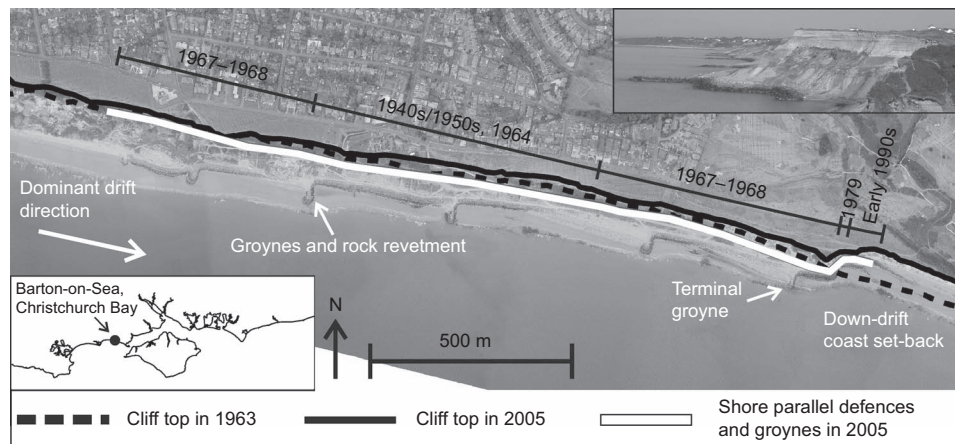 1967–1968
1940s/1950s, 1964
1967–1968
1979
Early 1990s
Dominant drift
direction
Groynes and rock revetment
Terminal
groyne
Down-drift
coast set-back
Barton-on-Sea,
Christchurch Bay
N
500 m
Cliff top in 1963
Cliff top in 2005
Shore parallel defences
and groynes in 2005